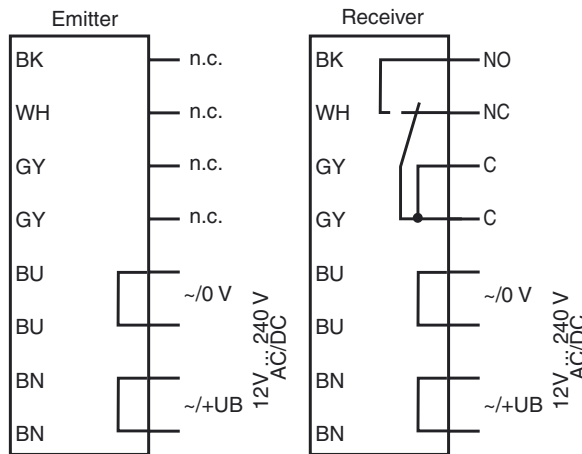 Emitter
BK n.c.
WH n.c.
GY n.c.
GY n.c.
BU
~/0 V
BU
BN
~/+UB
BN
12V ... 240 V
AC/DC
Receiver
BK NO
WH NC
GY C
GY C
BU
~/0 V
BU
BN
~/+UB
BN
12V ... 240 V
AC/DC